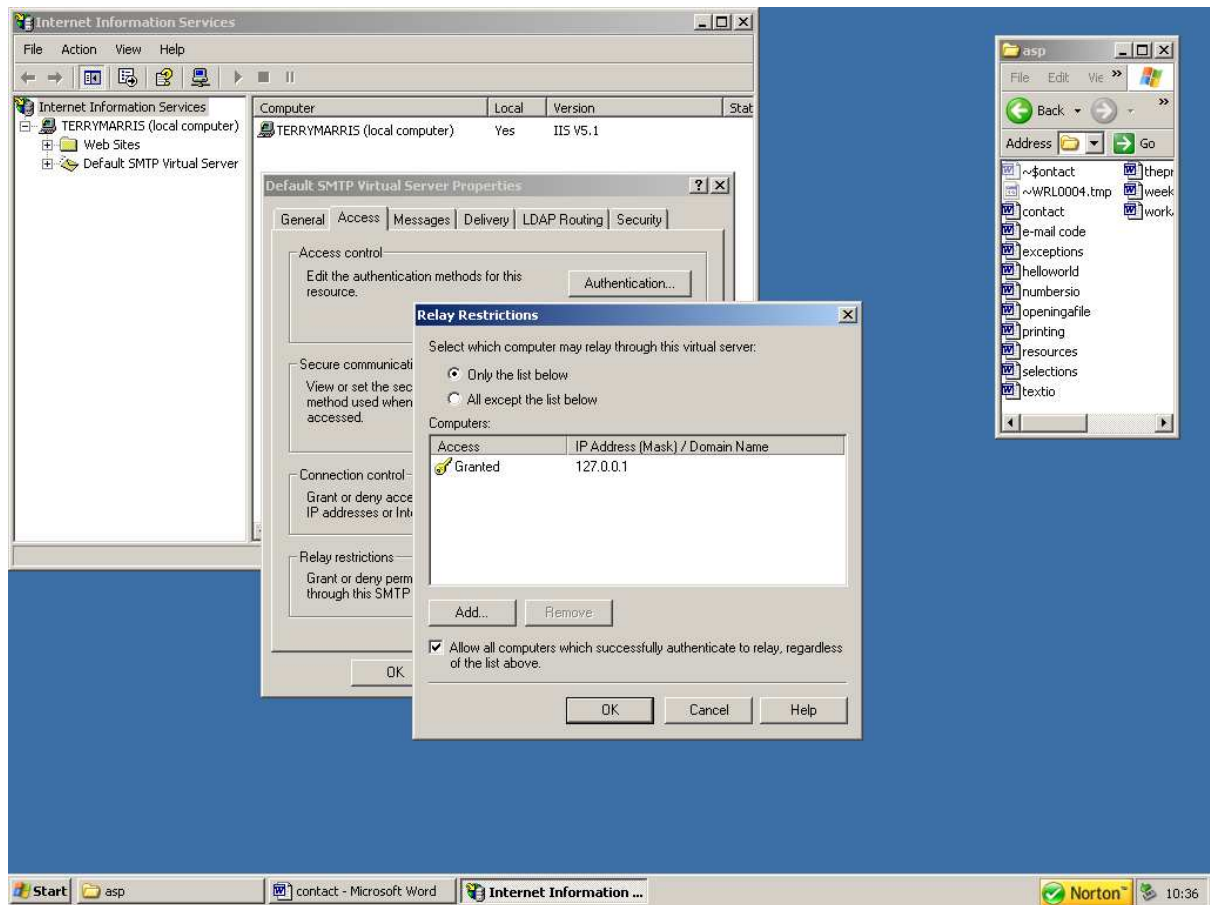 Internet Information Services
File Action View Help
Internet Information Services
TERRYMARRIS (local computer)
Web Sites
Default SMTP Virtual Server
Computer Local Version Stat
TERRYMARRIS (local computer) Yes IIS V5.1
Default SMTP Virtual Server Properties
General Access Messages Delivery LDAP Routing Security
Access control
Edit the authentication methods for this
resource.
Authentication...
Secure communicati
View or set the sec
method used when
accessed.
Connection control
Grant or deny acce
IP addresses or Int
Relay restrictions
Grant or deny perm
through this SMTP
OK
Relay Restrictions
Select which computer may relay through this virtual server:
Only the list below
All except the list below
Computers:
Access IP Address (Mask) / Domain Name
Granted 127.0.0.1
Add... Remove
Allow all computers which successfully authenticate to relay, regardless
of the list above.
OK Cancel Help
asp
File Edit Vie »
Back »
Address Go
~$ontact
~WRL0004.tmp
contact
e-mail code
exceptions
helloworld
numbersio
openingafile
printing
resources
selections
textio
thepr
week
work
Start asp contact - Microsoft Word Internet Information ... Norton™ 10:36